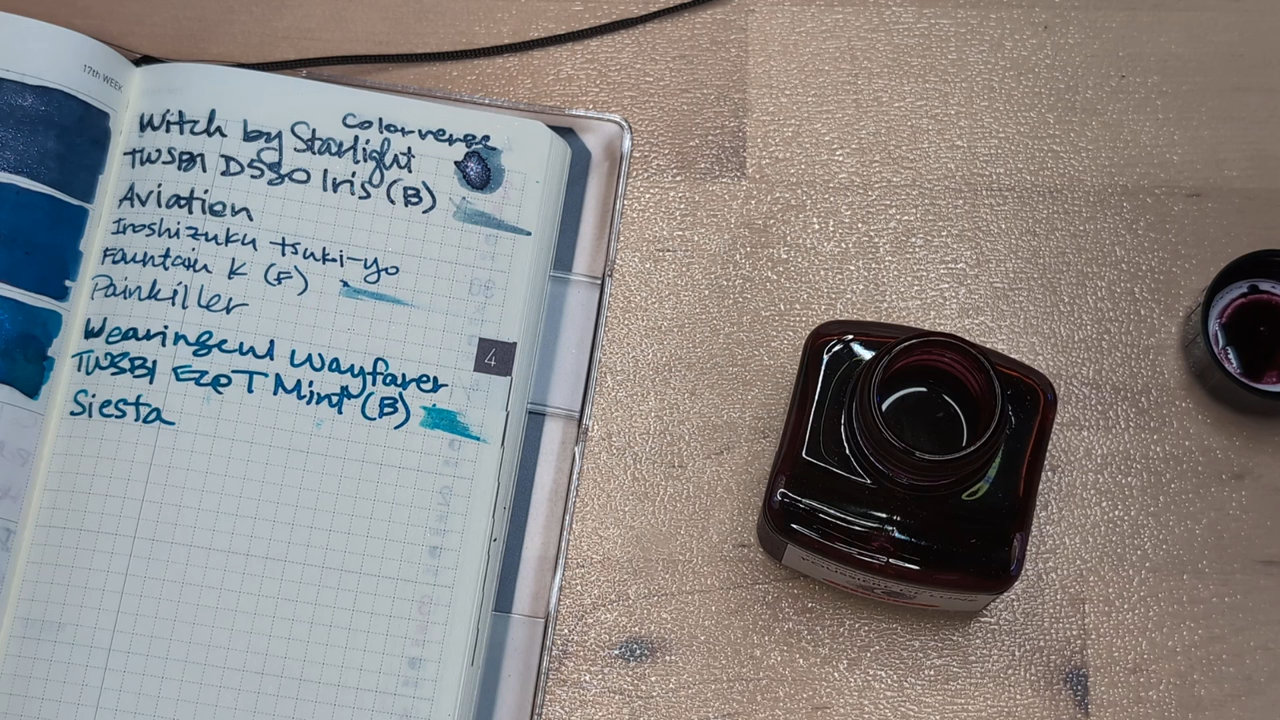 17th WEEK
Colorverse
Witch by Starlight
TWSBI D580 Iris (B)
Aviation
Iroshizuku tsuki-yo
Fountain K (F)
Painkiller
Wearingeul Wayfarer
TWSBI Eco T Mint (B)
Siesta
4